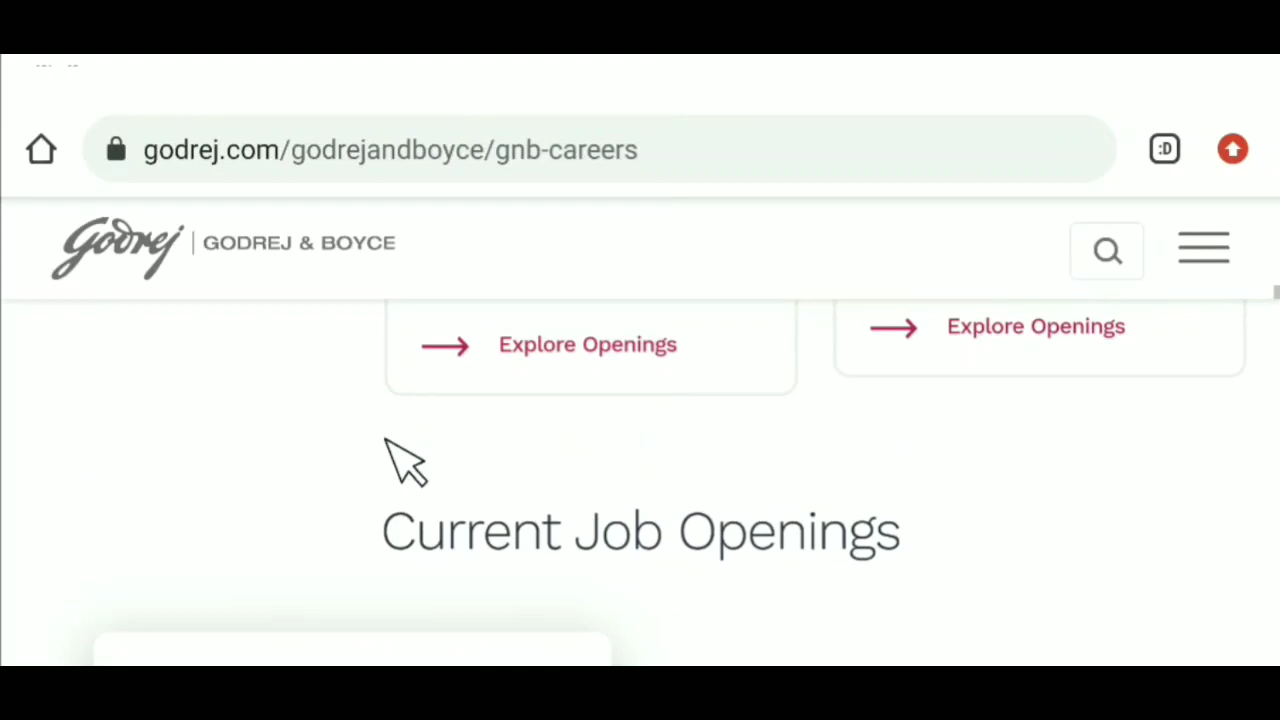 godrej.com/godrejandboyce/gnb-careers
:D
Godrej | GODREJ & BOYCE
Explore Openings
Explore Openings
Current Job Openings